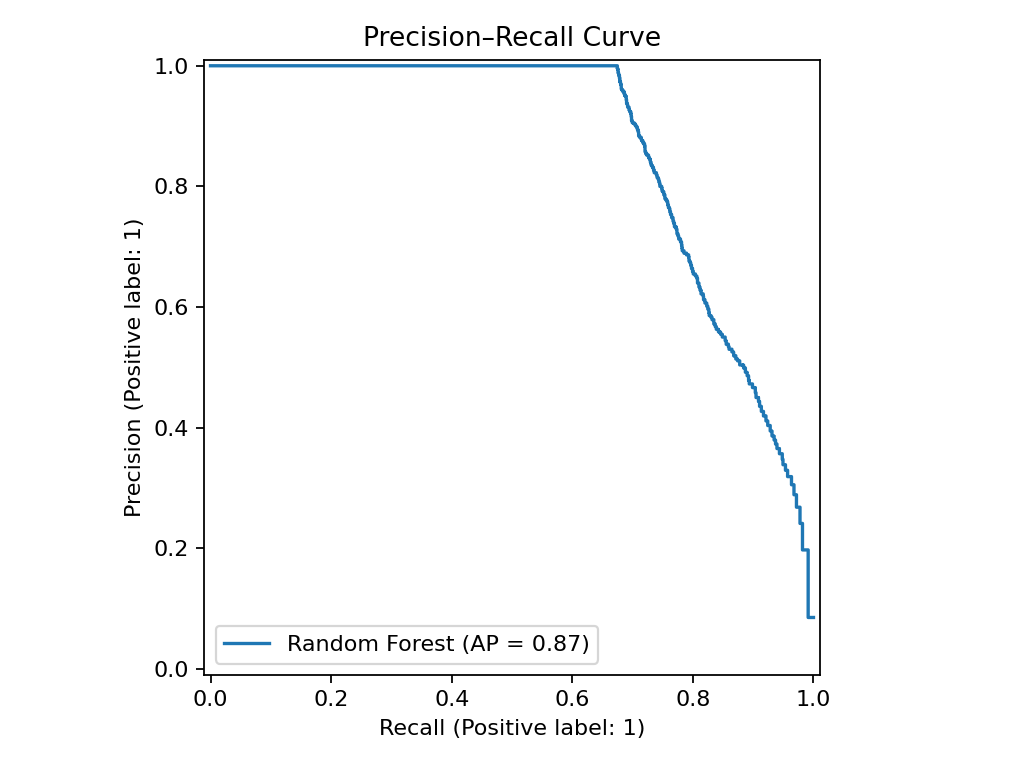 Precision–Recall Curve
1.0
0.8
0.6
0.4
0.2
0.0
Precision (Positive label: 1)
Random Forest (AP = 0.87)
0.0 0.2 0.4 0.6 0.8 1.0
Recall (Positive label: 1)